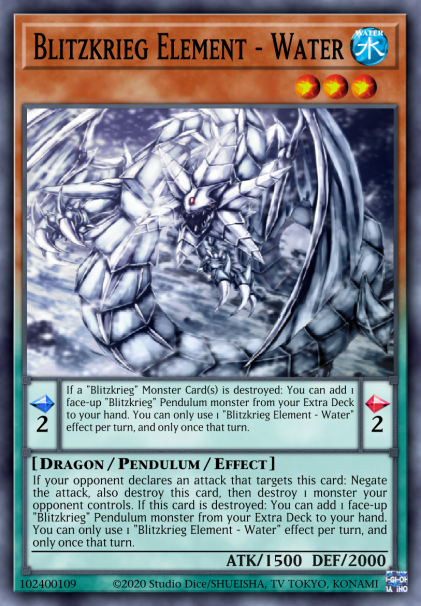 Blitzkrieg Element - Water
WATER
水
If a "Blitzkrieg" Monster Card(s) is destroyed: You can add 1
face-up "Blitzkrieg" Pendulum monster from your Extra Deck
to your hand. You can only use 1 "Blitzkrieg Element - Water"
effect per turn, and only once that turn.
2
2
[ Dragon / Pendulum / Effect ]
If your opponent declares an attack that targets this card: Negate
the attack, also destroy this card, then destroy 1 monster your
opponent controls. If this card is destroyed: You can add 1 face-up
"Blitzkrieg" Pendulum monster from your Extra Deck to your hand.
You can only use 1 "Blitzkrieg Element - Water" effect per turn, and
only once that turn.
ATK/1500 DEF/2000
102400109
©2020 Studio Dice/SHUEISHA, TV TOKYO, KONAMI